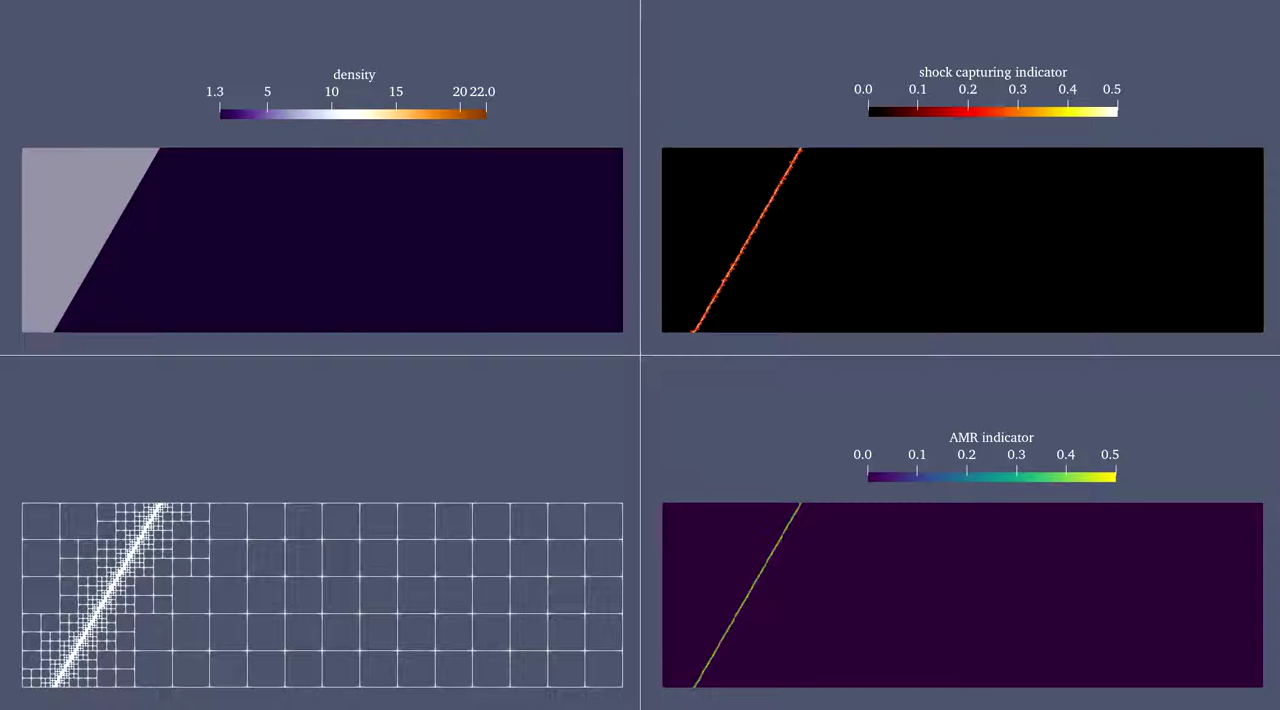 density
1.3 5 10 15 20 22.0
shock capturing indicator
0.0 0.1 0.2 0.3 0.4 0.5
AMR indicator
0.0 0.1 0.2 0.3 0.4 0.5